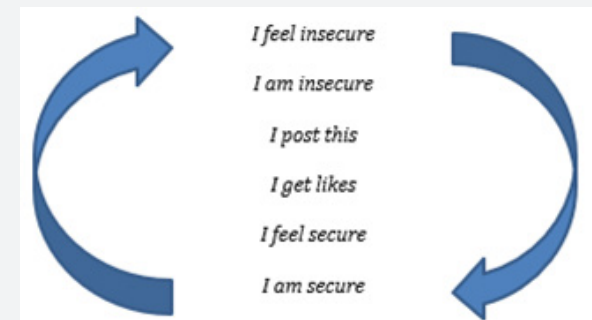 I feel insecure
I am insecure
I post this
I get likes
I feel secure
I am secure